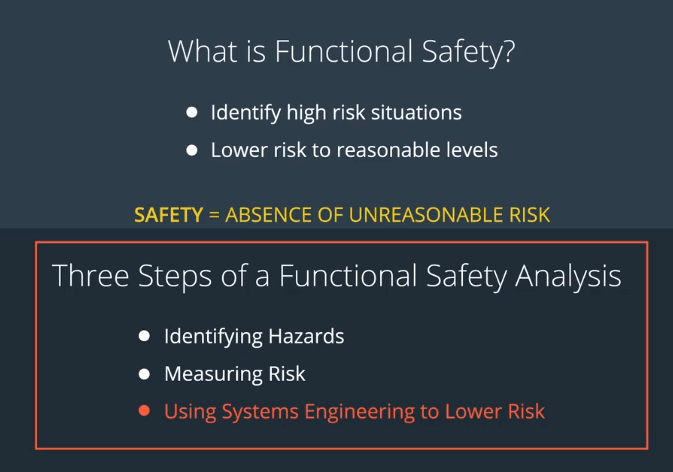 What is Functional Safety?
● Identify high risk situations
● Lower risk to reasonable levels
SAFETY = ABSENCE OF UNREASONABLE RISK
Three Steps of a Functional Safety Analysis
● Identifying Hazards
● Measuring Risk
● Using Systems Engineering to Lower Risk